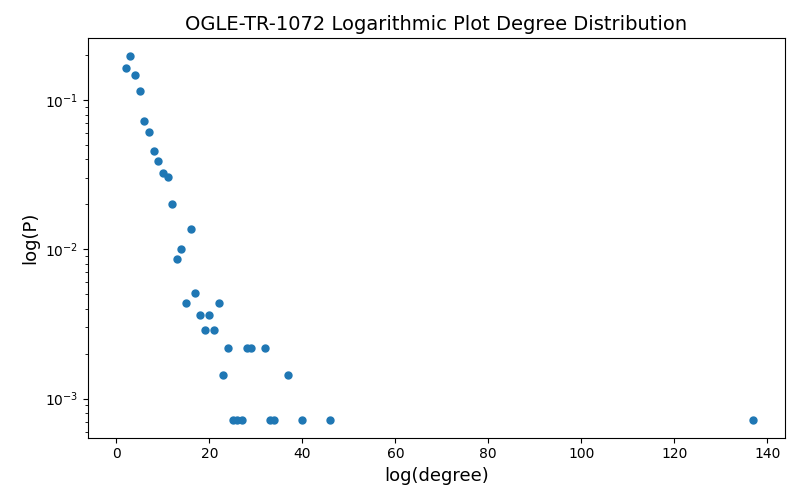 OGLE-TR-1072 Logarithmic Plot Degree Distribution
log(P)
10⁻¹
10⁻²
10⁻³
0 20 40 60 80 100 120 140
log(degree)